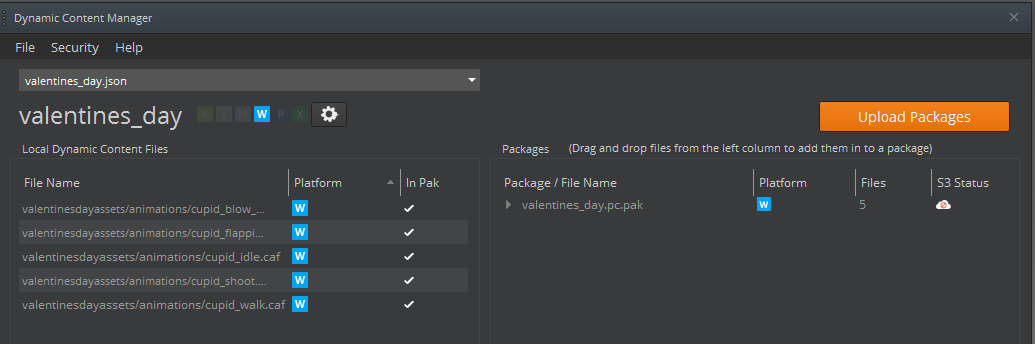 Dynamic Content Manager
File Security Help
valentines_day.json
valentines_day W P X
Upload Packages
Local Dynamic Content Files
Packages (Drag and drop files from the left column to add them in to a package)
File Name Platform In Pak
Package / File Name Platform Files S3 Status
valentinesdayassets/animations/cupid_blow_... W
valentines_day.pc.pak W 5
valentinesdayassets/animations/cupid_flappi... W
valentinesdayassets/animations/cupid_idle.caf W
valentinesdayassets/animations/cupid_shoot.... W
valentinesdayassets/animations/cupid_walk.caf W